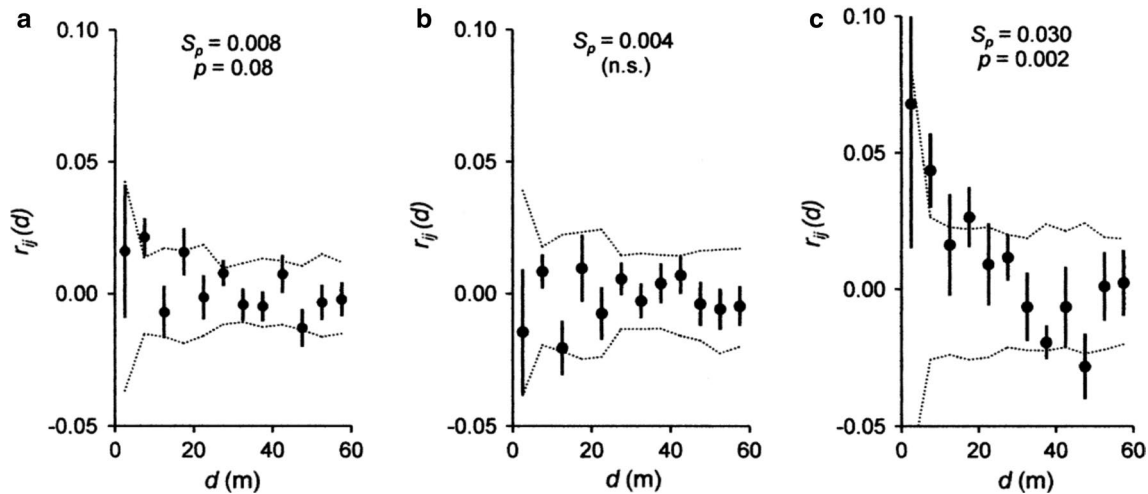 a
0.10
0.05
0.00
-0.05
r_ij(d)
S_p = 0.008
p = 0.08
0 20 40 60
d (m)
b
0.10
0.05
0.00
-0.05
r_ij(d)
S_p = 0.004
(n.s.)
0 20 40 60
d (m)
c
0.10
0.05
0.00
-0.05
r_ij(d)
S_p = 0.030
p = 0.002
0 20 40 60
d (m)